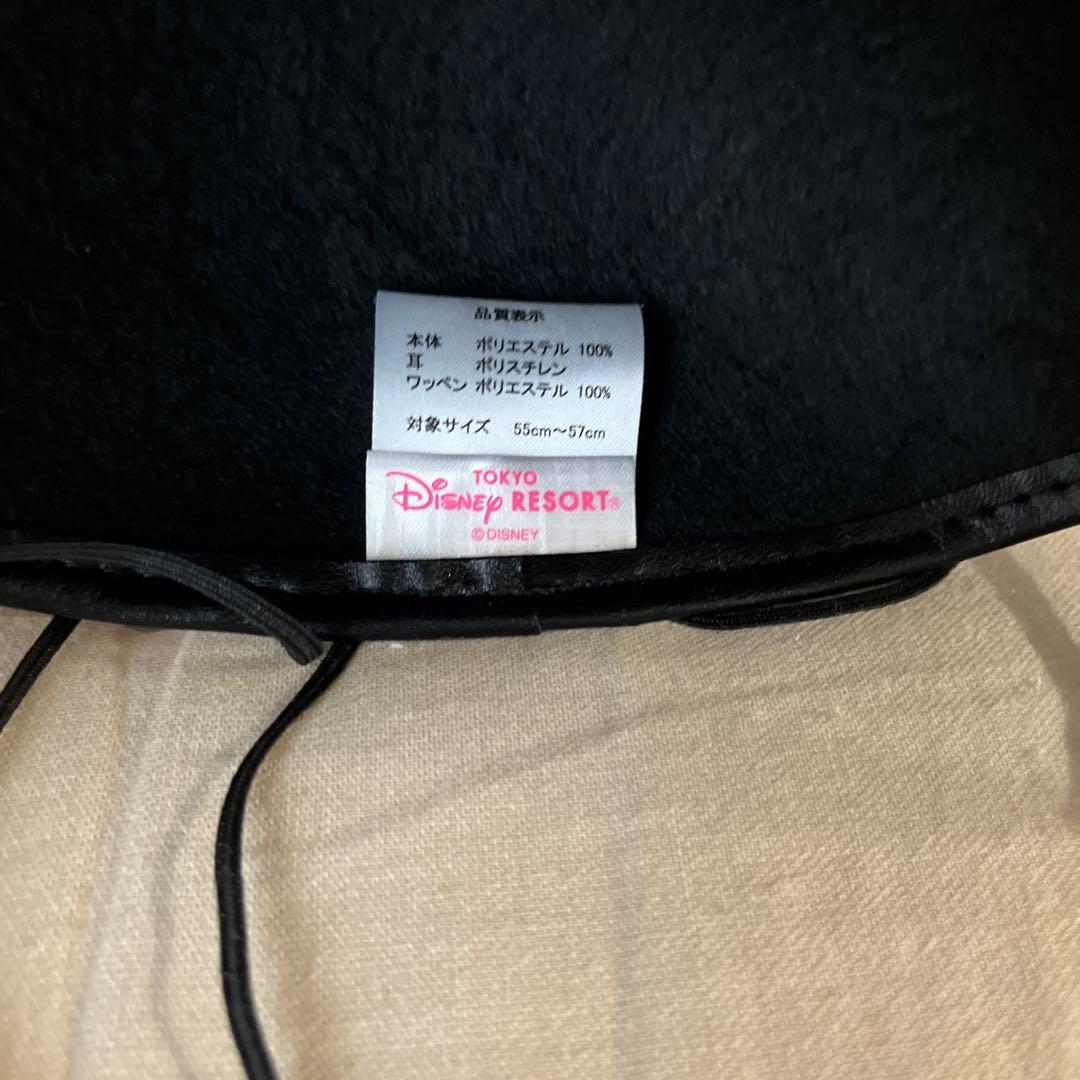 品質表示
本体 ポリエステル 100%
耳 ポリスチレン
ワッペン ポリエステル 100%
対象サイズ 55cm～57cm
TOKYO
Disney RESORT®
©DISNEY